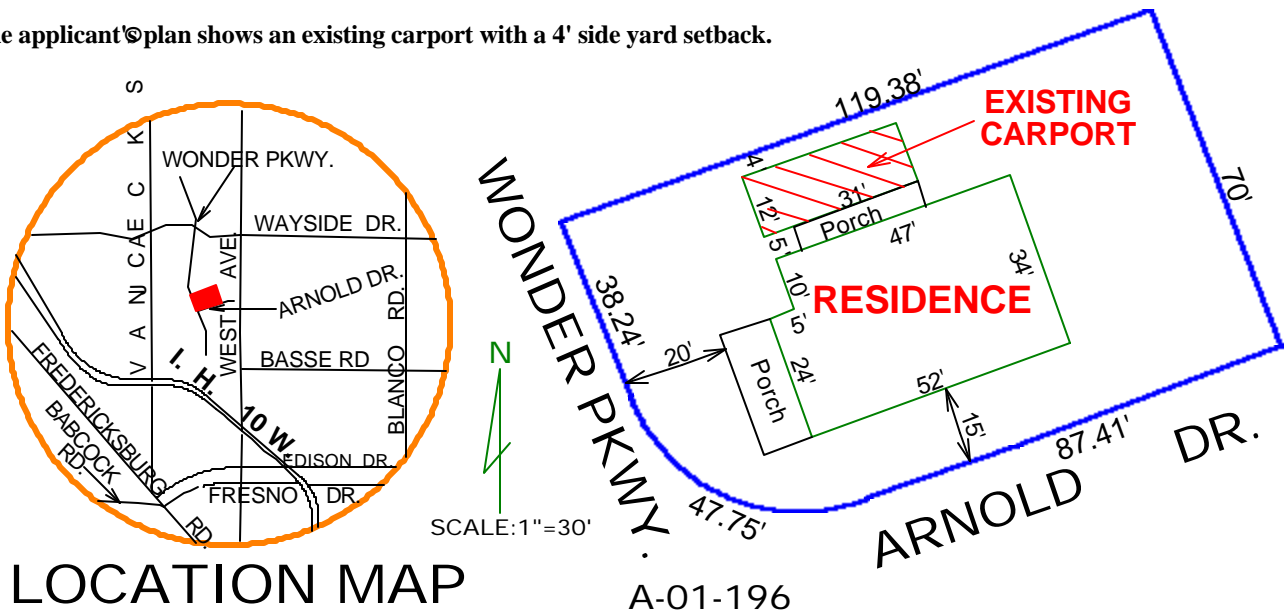 e applicant's plan shows an existing carport with a 4' side yard setback.
WONDER PKWY.
WAYSIDE DR.
VANCE JACKS
WEST AVE.
ARNOLD DR.
BLANCO RD.
BASSE RD
I. H. 10 W.
FREDERICKSBURG RD.
BABCOCK RD.
EDISON DR.
FRESNO DR.
LOCATION MAP
N
SCALE:1"=30'
WONDER PKWY.
119.38'
EXISTING
CARPORT
4'
31'
12'
Porch
5'
47'
70'
34'
10'
RESIDENCE
38.24'
5'
20'
Porch
24'
52'
15'
87.41'
47.75'
ARNOLD DR.
A-01-196